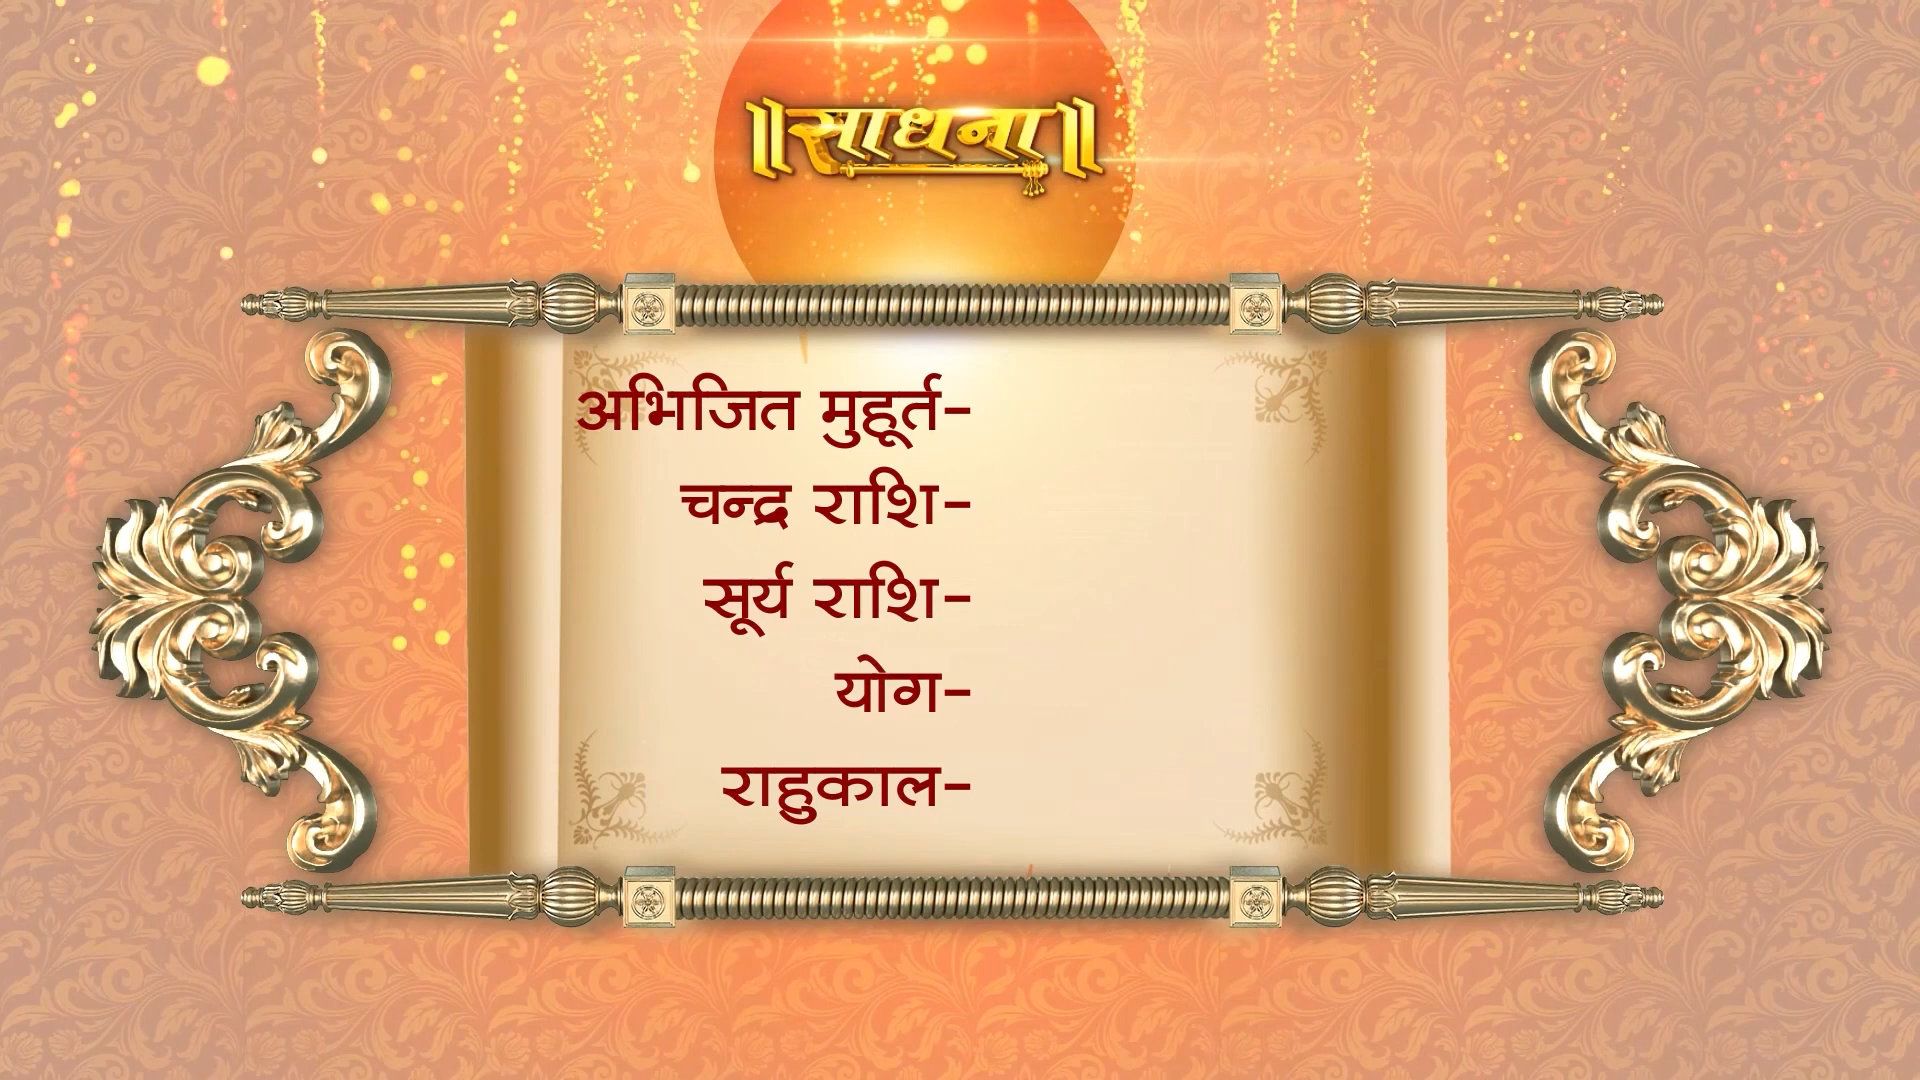 ॥साधना॥
अभिजित मुहूर्त-
चन्द्र राशि-
सूर्य राशि-
योग-
राहुकाल-